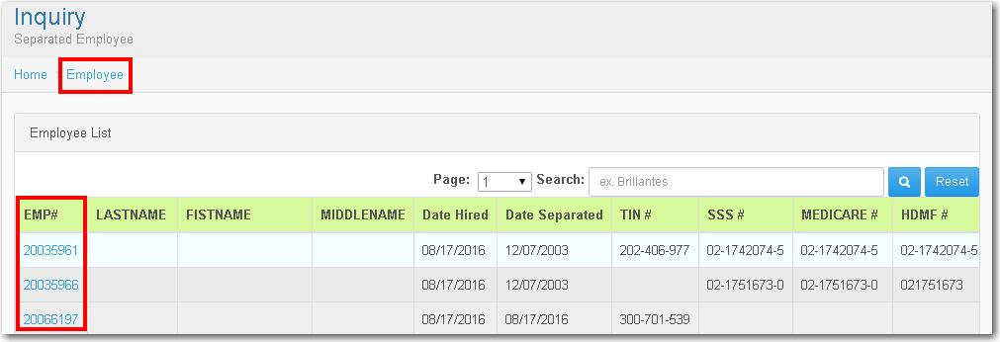 Inquiry
Separated Employee
Home Employee
Employee List
Page: 1 Search: ex. Brillantes Reset
EMP# LASTNAME FISTNAME MIDDLENAME Date Hired Date Separated TIN # SSS # MEDICARE # HDMF #
20035961 08/17/2016 12/07/2003 202-406-977 02-1742074-5 02-1742074-5 02-1742074-5
20035966 08/17/2016 12/07/2003 02-1751673-0 02-1751673-0 021751673
20066197 08/17/2016 08/17/2016 300-701-539